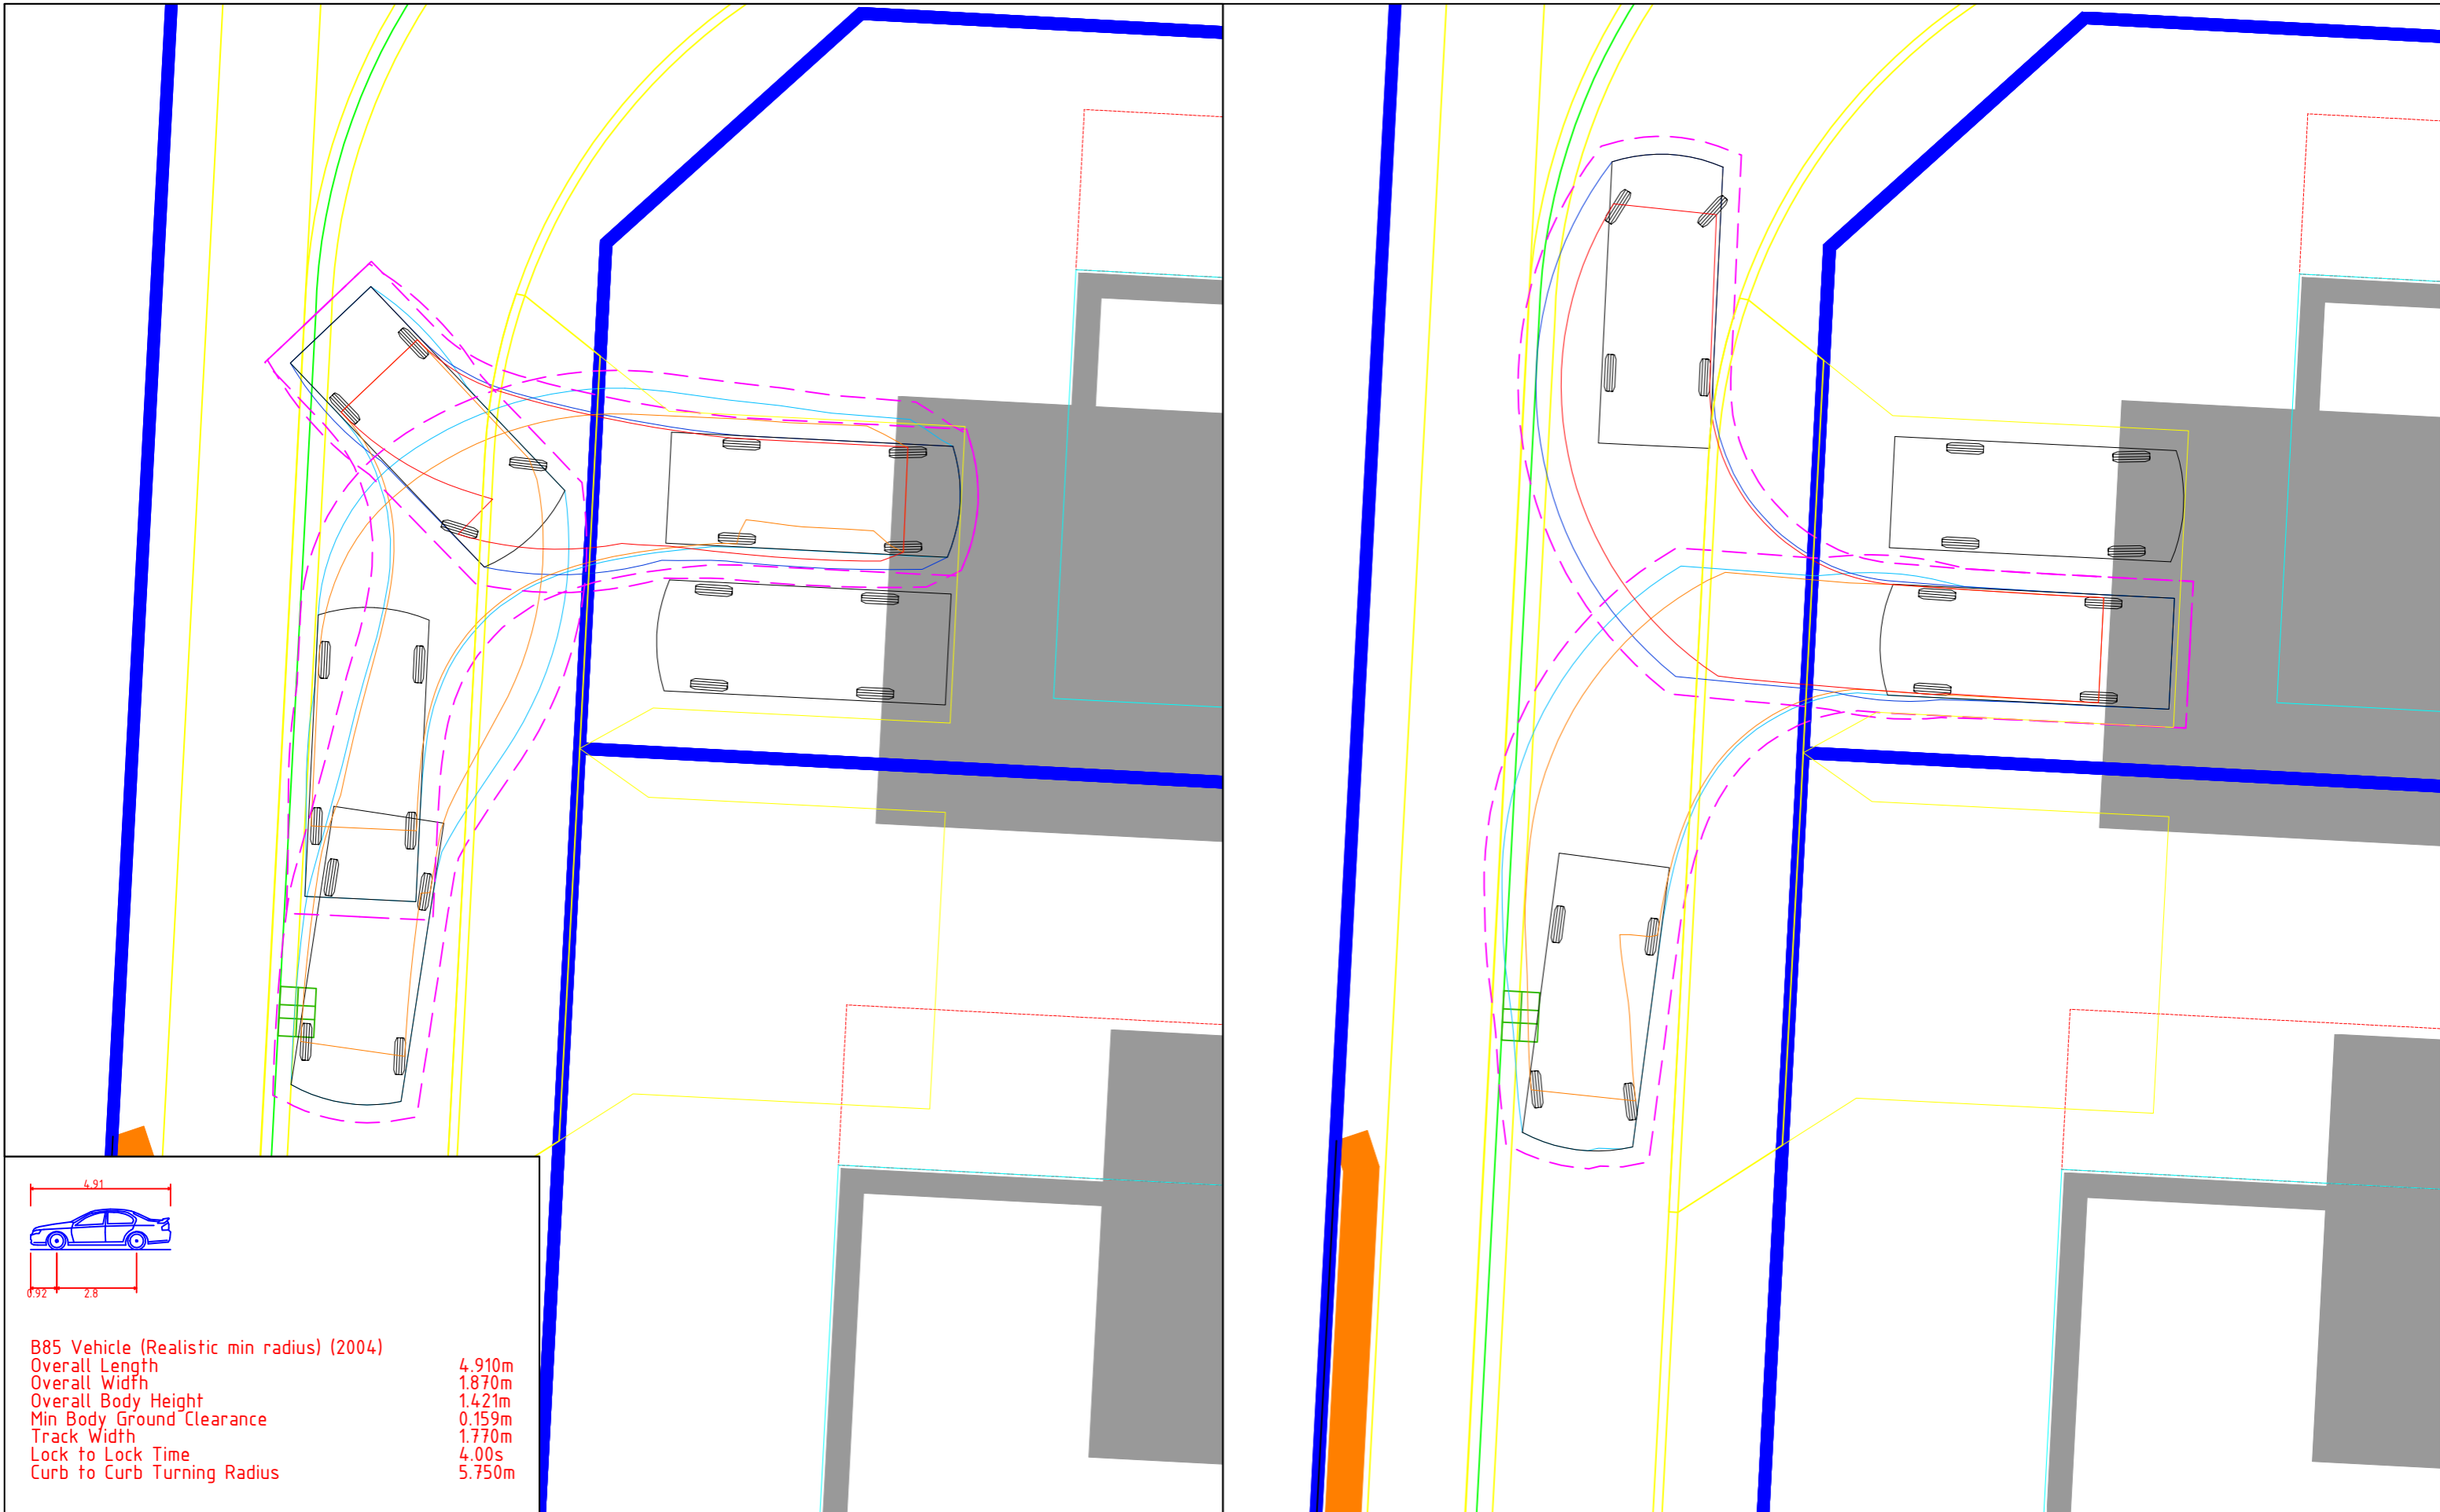 4.91
0.92 2.8
B85 Vehicle (Realistic min radius) (2004)
Overall Length 4.910m
Overall Width 1.870m
Overall Body Height 1.421m
Min Body Ground Clearance 0.159m
Track Width 1.770m
Lock to Lock Time 4.00s
Curb to Curb Turning Radius 5.750m